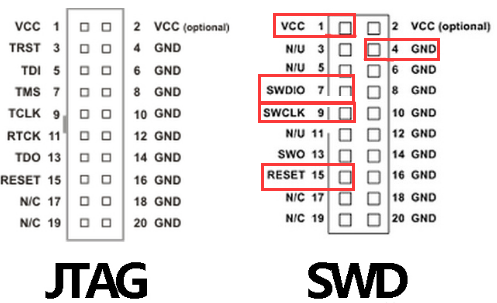 VCC 1 2 VCC (optional)
TRST 3 4 GND
TDI 5 6 GND
TMS 7 8 GND
TCLK 9 10 GND
RTCK 11 12 GND
TDO 13 14 GND
RESET 15 16 GND
N/C 17 18 GND
N/C 19 20 GND
JTAG
VCC 1 2 VCC (optional)
N/U 3 4 GND
N/U 5 6 GND
SWDIO 7 8 GND
SWCLK 9 10 GND
N/U 11 12 GND
SWO 13 14 GND
RESET 15 16 GND
N/C 17 18 GND
N/C 19 20 GND
SWD